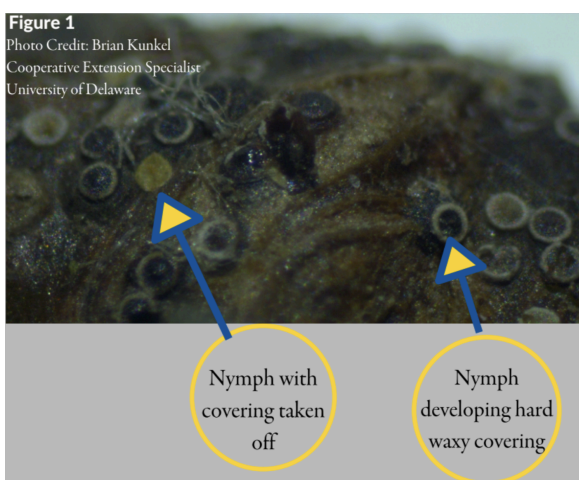 Figure 1
Photo Credit: Brian Kunkel
Cooperative Extension Specialist
University of Delaware
Nymph with
covering taken
off
Nymph
developing hard
waxy covering